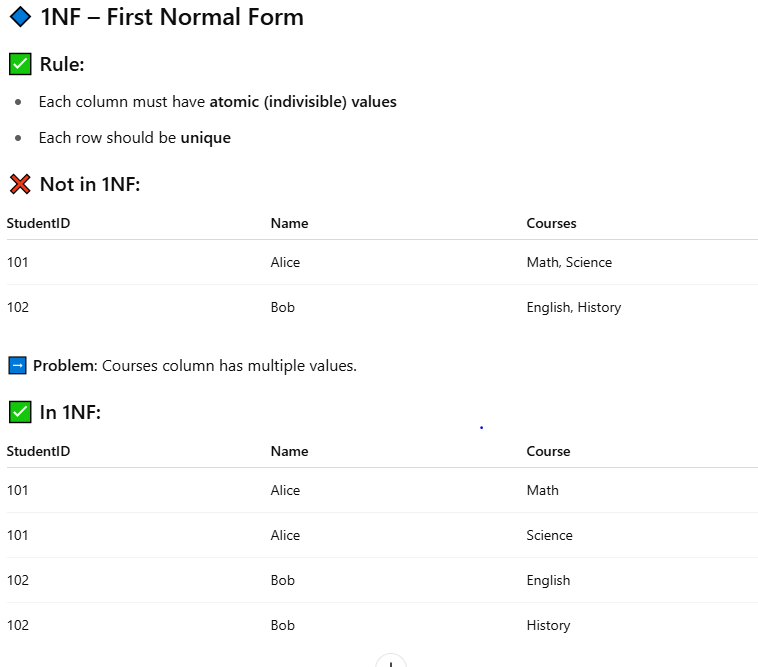 1NF – First Normal Form
Rule:
Each column must have atomic (indivisible) values
Each row should be unique
Not in 1NF:
StudentID Name Courses
101 Alice Math, Science
102 Bob English, History
Problem: Courses column has multiple values.
In 1NF:
StudentID Name Course
101 Alice Math
101 Alice Science
102 Bob English
102 Bob History